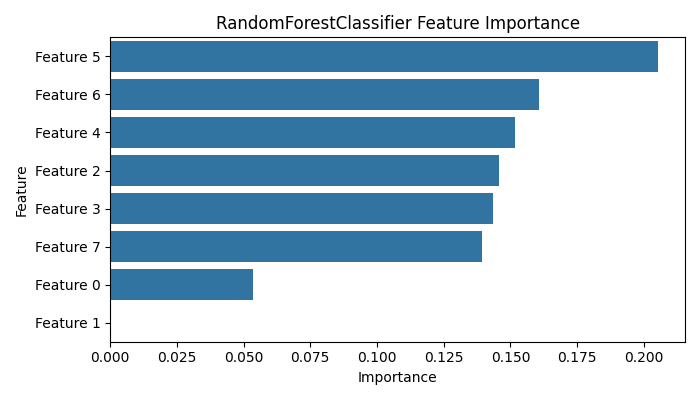 RandomForestClassifier Feature Importance
Feature 5
Feature 6
Feature 4
Feature 2
Feature 3
Feature 7
Feature 0
Feature 1
Feature
0.000 0.025 0.050 0.075 0.100 0.125 0.150 0.175 0.200
Importance